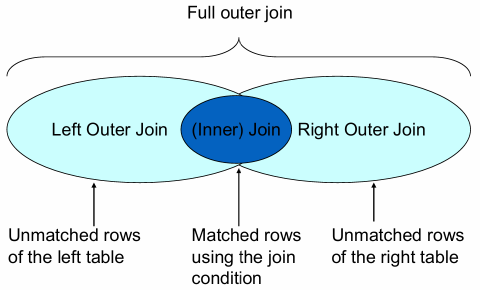 Full outer join
Left Outer Join
(Inner) Join
Right Outer Join
Unmatched rows
of the left table
Matched rows
using the join
condition
Unmatched rows
of the right table